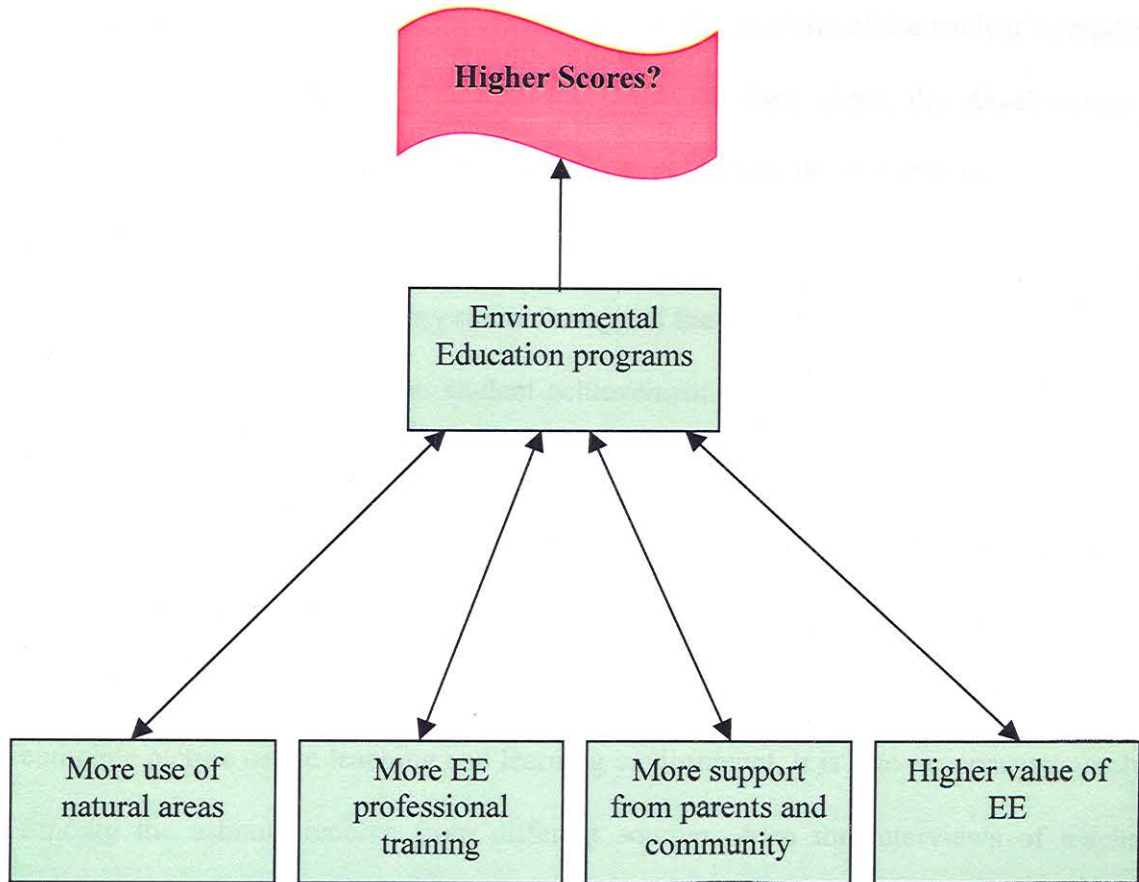 Higher Scores?
Environmental
Education programs
More use of
natural areas
More EE
professional
training
More support
from parents and
community
Higher value of
EE